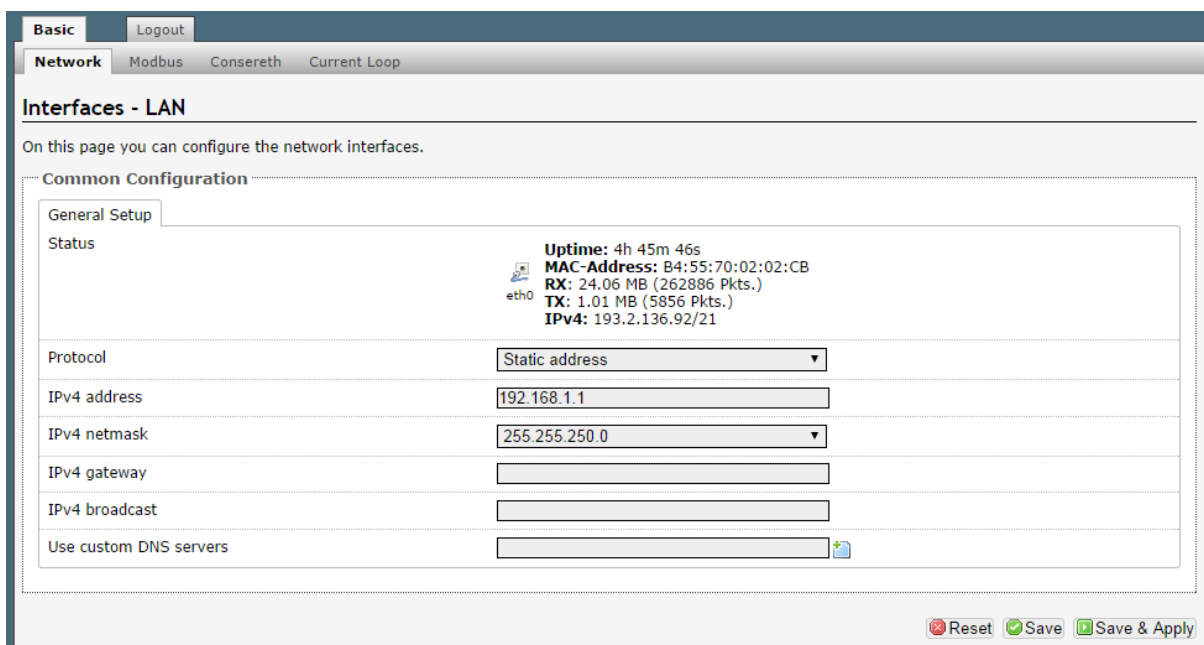 Basic Logout
Network Modbus Consereth Current Loop
Interfaces - LAN
On this page you can configure the network interfaces.
Common Configuration
General Setup
Status
Uptime: 4h 45m 46s
MAC-Address: B4:55:70:02:02:CB
RX: 24.06 MB (262886 Pkts.)
eth0
TX: 1.01 MB (5856 Pkts.)
IPv4: 193.2.136.92/21
Protocol Static address
IPv4 address 192.168.1.1
IPv4 netmask 255.255.250.0
IPv4 gateway
IPv4 broadcast
Use custom DNS servers
Reset Save Save & Apply